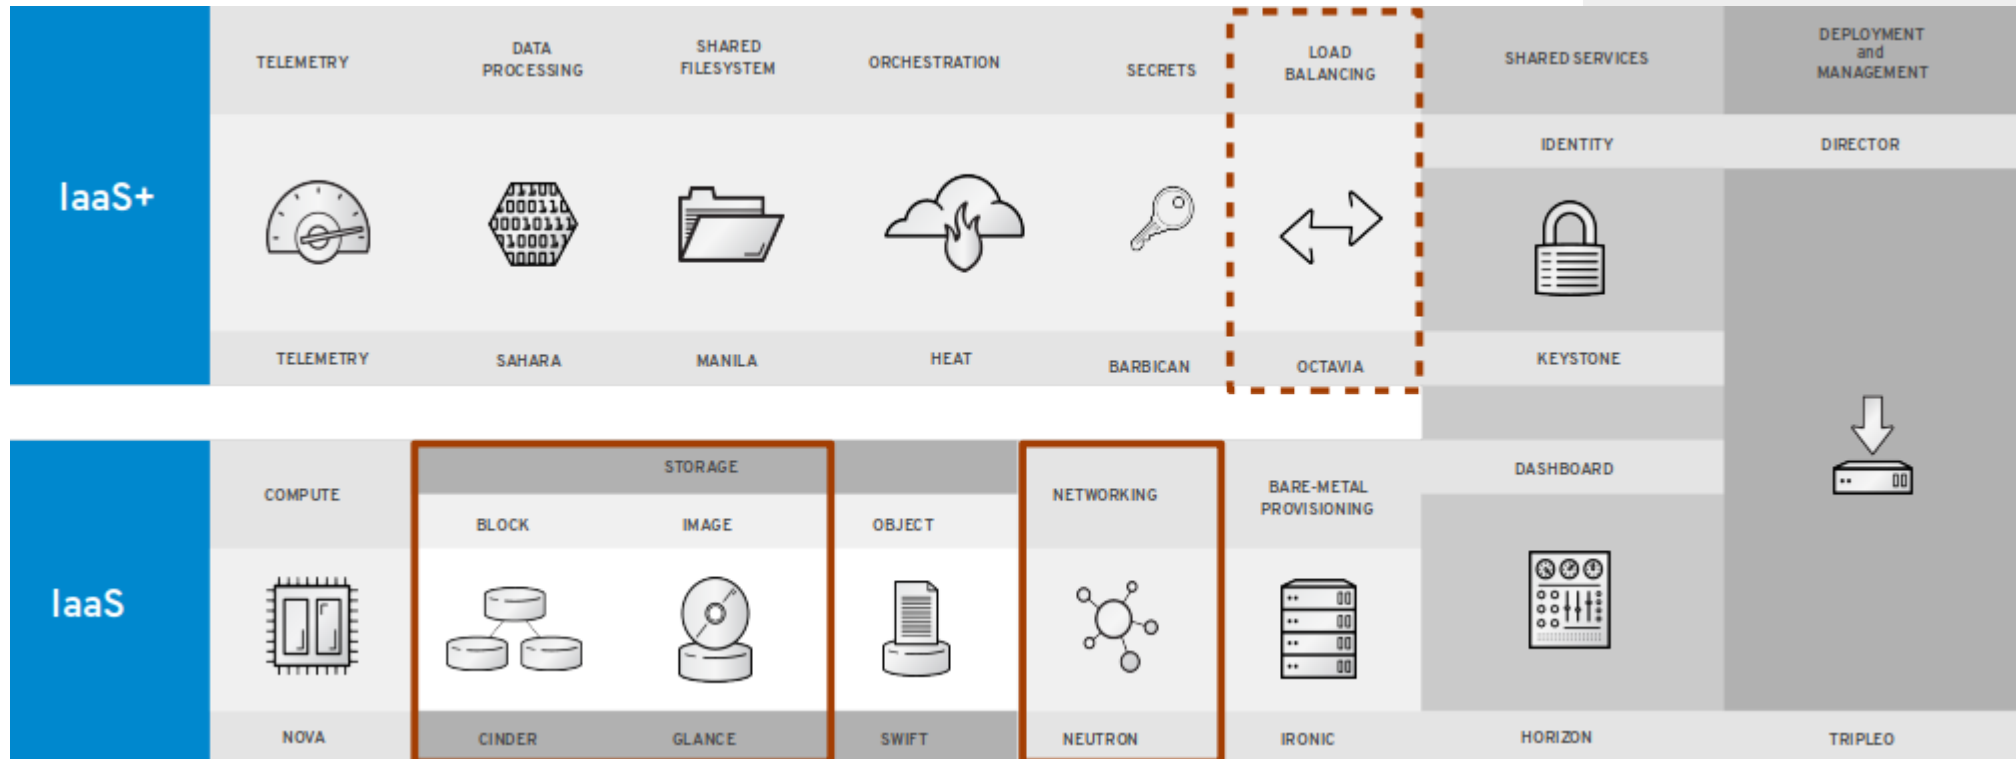 TELEMETRY
DATA
PROCESSING
SHARED
FILESYSTEM
ORCHESTRATION
SECRETS
LOAD
BALANCING
SHARED SERVICES
DEPLOYMENT
and
MANAGEMENT
IDENTITY
DIRECTOR
IaaS+
TELEMETRY
SAHARA
MANILA
HEAT
BARBICAN
OCTAVIA
KEYSTONE
STORAGE
COMPUTE
BLOCK
IMAGE
OBJECT
NETWORKING
BARE-METAL
PROVISIONING
DASHBOARD
IaaS
NOVA
CINDER
GLANCE
SWIFT
NEUTRON
IRONIC
HORIZON
TRIPLEO